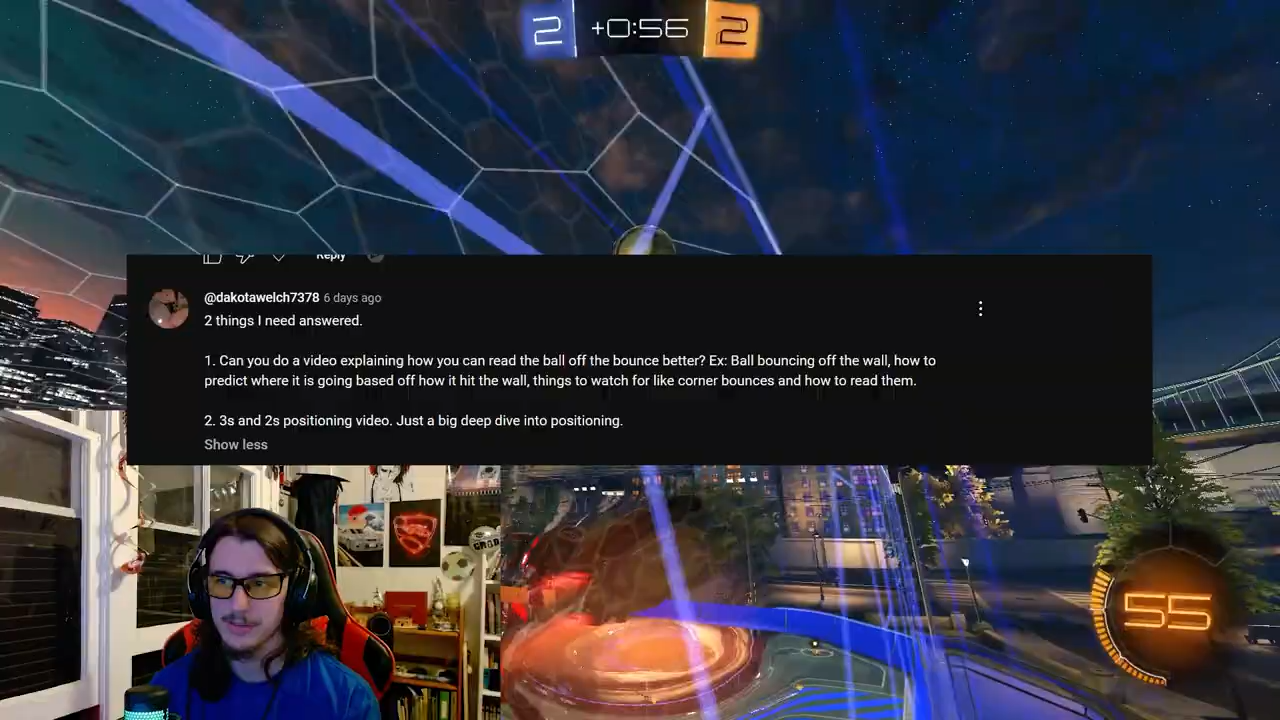 2 +0:56 2
Reply
@dakotawelch7378 6 days ago
2 things I need answered.
1. Can you do a video explaining how you can read the ball off the bounce better? Ex: Ball bouncing off the wall, how to
predict where it is going based off how it hit the wall, things to watch for like corner bounces and how to read them.
2. 3s and 2s positioning video. Just a big deep dive into positioning.
Show less
55